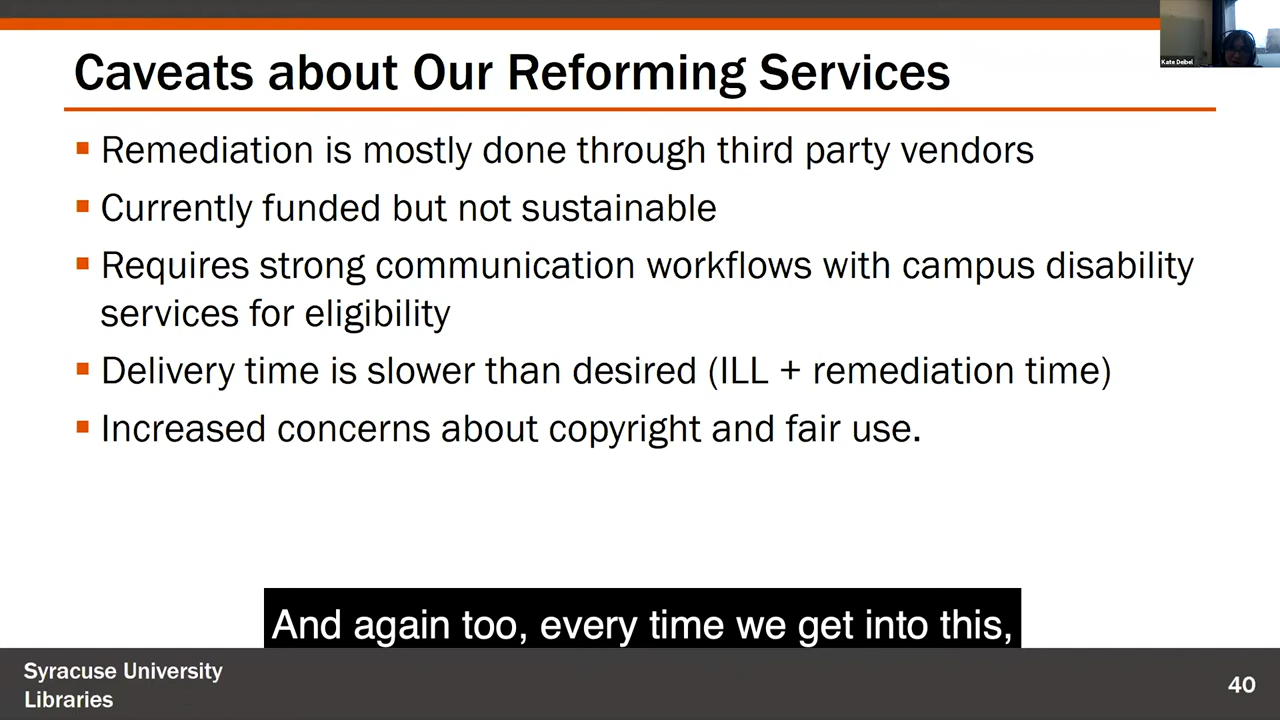 Caveats about Our Reforming Services
Kate Deibel
▪ Remediation is mostly done through third party vendors
▪ Currently funded but not sustainable
▪ Requires strong communication workflows with campus disability
services for eligibility
▪ Delivery time is slower than desired (ILL + remediation time)
▪ Increased concerns about copyright and fair use.
And again too, every time we get into this,
Syracuse University
Libraries
40